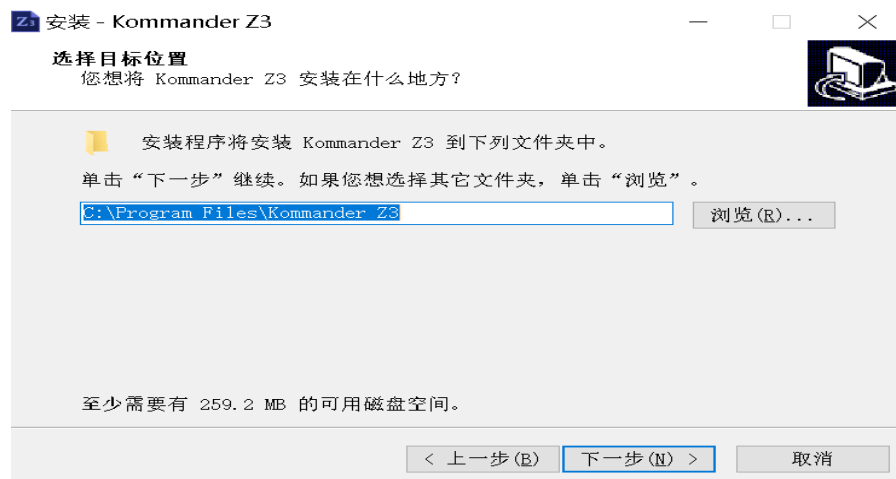 Z3 安装 - Kommander Z3
选择目标位置
您想将 Kommander Z3 安装在什么地方?
安装程序将安装 Kommander Z3 到下列文件夹中。
单击“下一步”继续。如果您想选择其它文件夹，单击“浏览”。
C:\Program Files\Kommander Z3
浏览(R)...
至少需要有 259.2 MB 的可用磁盘空间。
< 上一步(B)
下一步(N) >
取消